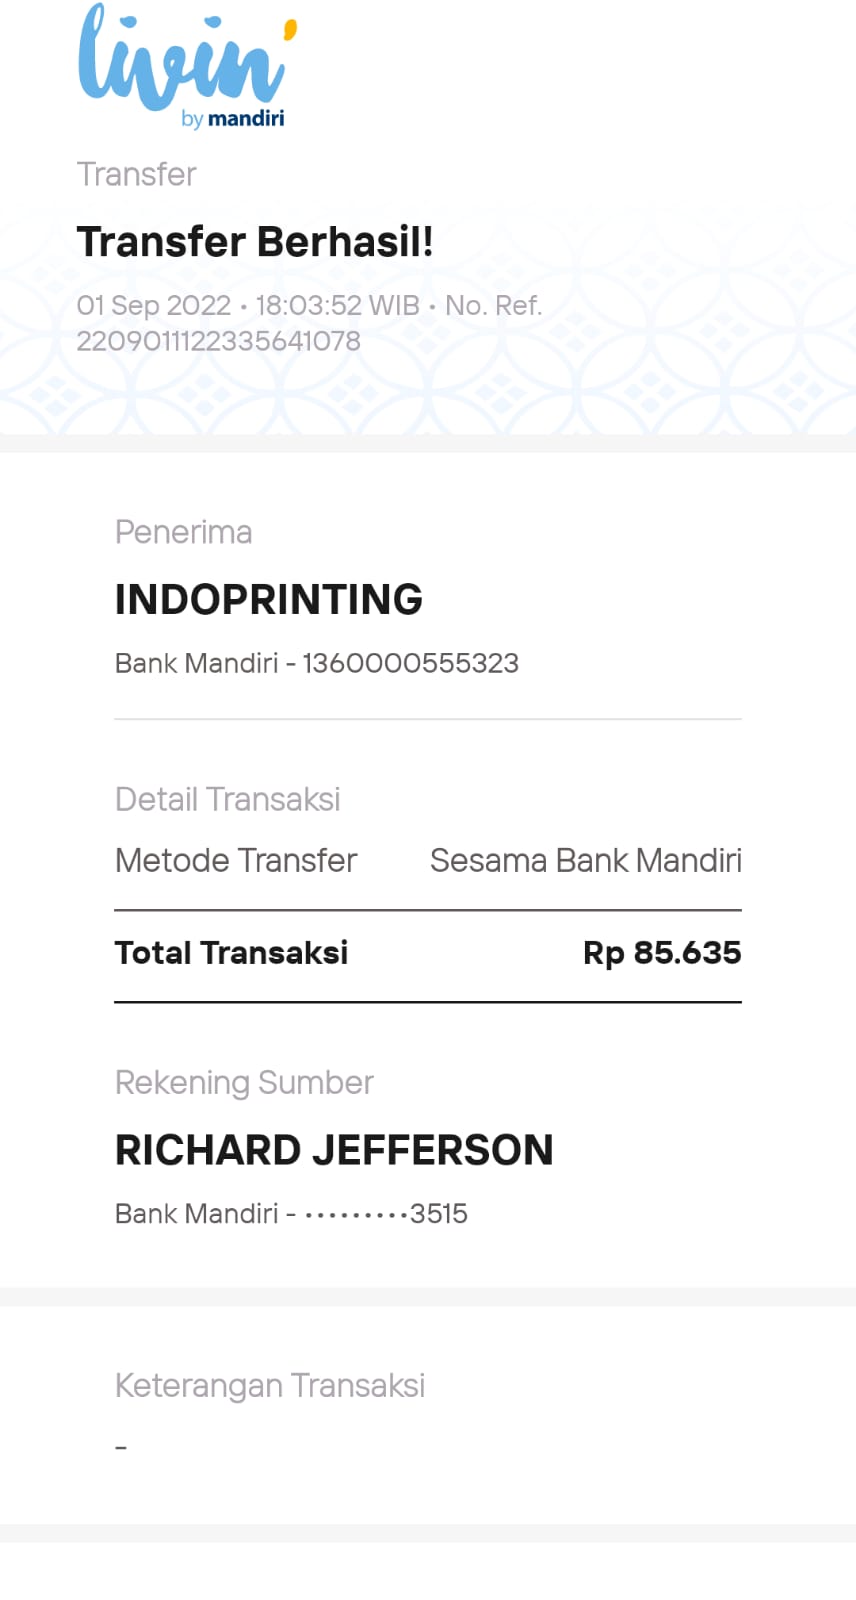 livin'
by mandiri
Transfer
Transfer Berhasil!
01 Sep 2022 • 18:03:52 WIB • No. Ref.
2209011122335641078
Penerima
INDOPRINTING
Bank Mandiri - 1360000555323
Detail Transaksi
Metode Transfer Sesama Bank Mandiri
Total Transaksi Rp 85.635
Rekening Sumber
RICHARD JEFFERSON
Bank Mandiri - •••••••••3515
Keterangan Transaksi
-